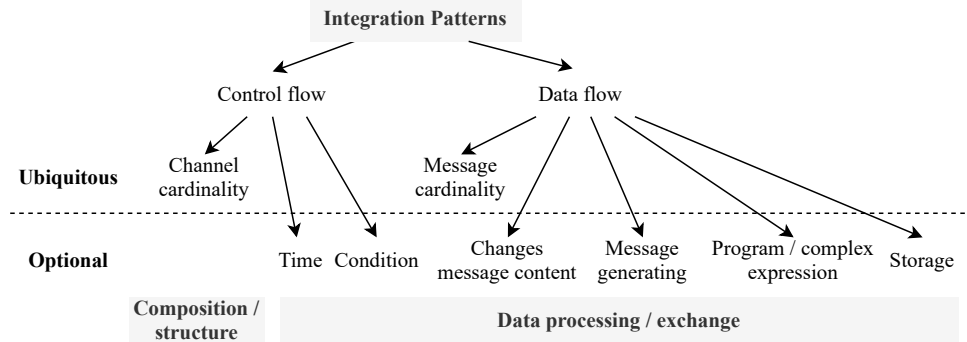 Integration Patterns
Control flow
Data flow
Ubiquitous
Channel
cardinality
Message
cardinality
Optional
Time
Condition
Changes
message content
Message
generating
Program / complex
expression
Storage
Composition /
structure
Data processing / exchange